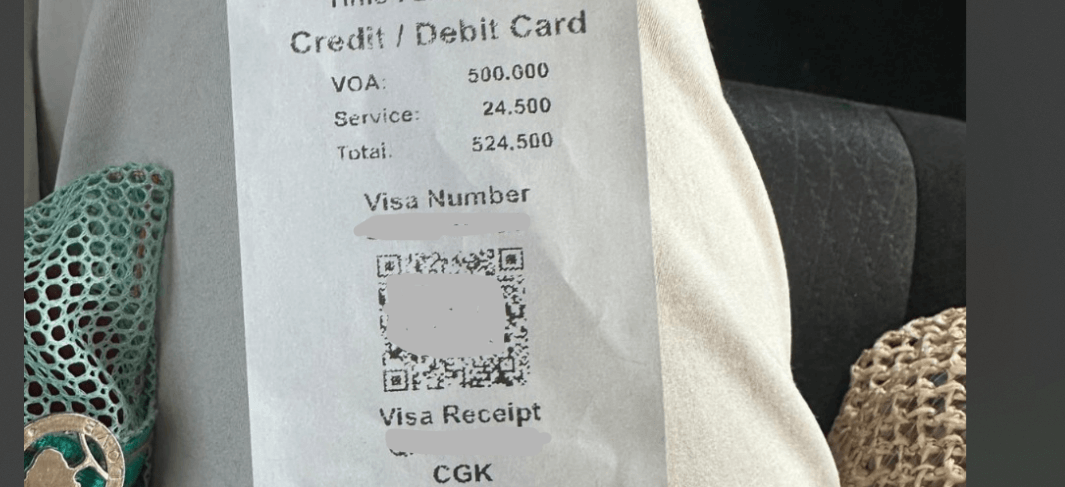 Credit / Debit Card
VOA: 500.000
Service: 24.500
Total. 524.500
Visa Number
Visa Receipt
CGK